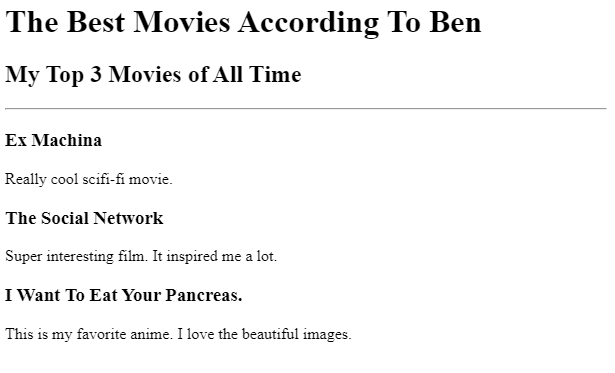 The Best Movies According To Ben
My Top 3 Movies of All Time
Ex Machina
Really cool scifi-fi movie.
The Social Network
Super interesting film. It inspired me a lot.
I Want To Eat Your Pancreas.
This is my favorite anime. I love the beautiful images.